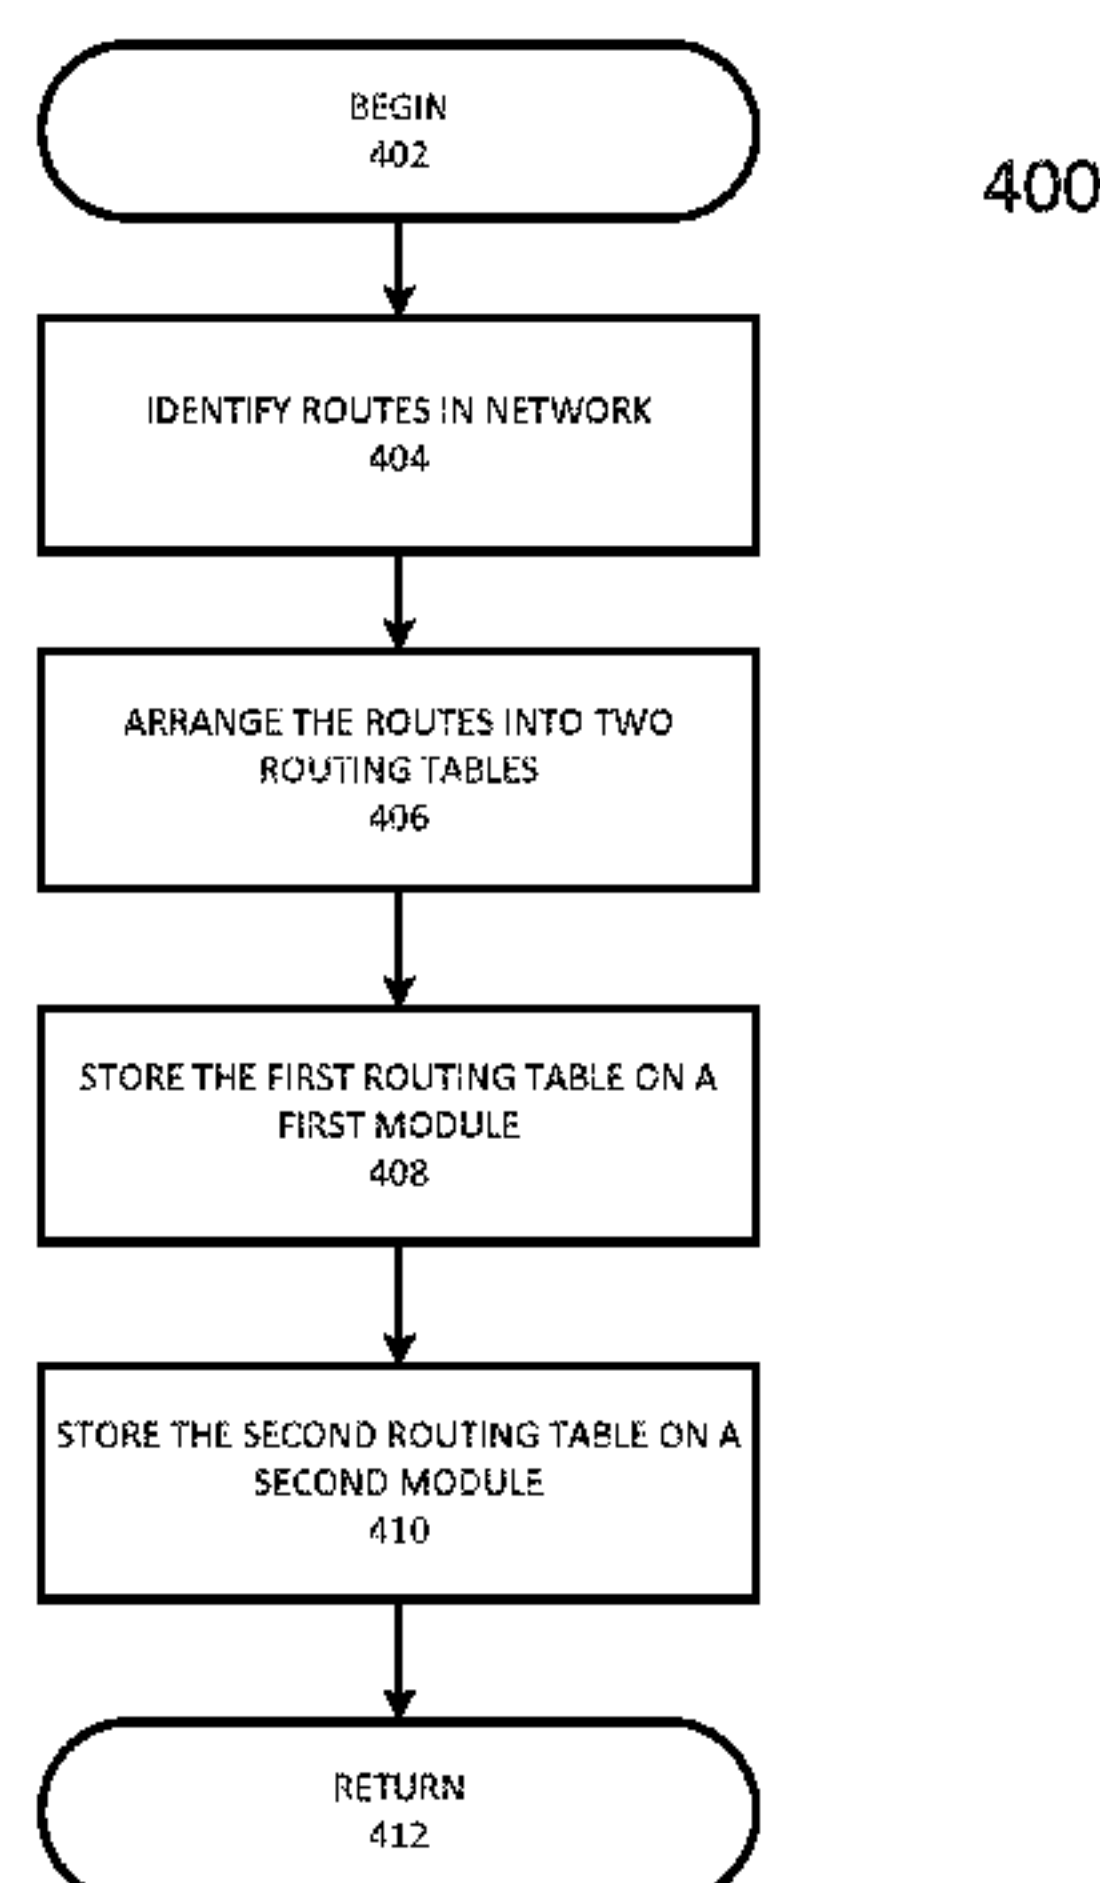 BEGIN
402
400
IDENTIFY ROUTES IN NETWORK
404
ARRANGE THE ROUTES INTO TWO
ROUTING TABLES
406
STORE THE FIRST ROUTING TABLE ON A
FIRST MODULE
408
STORE THE SECOND ROUTING TABLE ON A
SECOND MODULE
410
RETURN
412